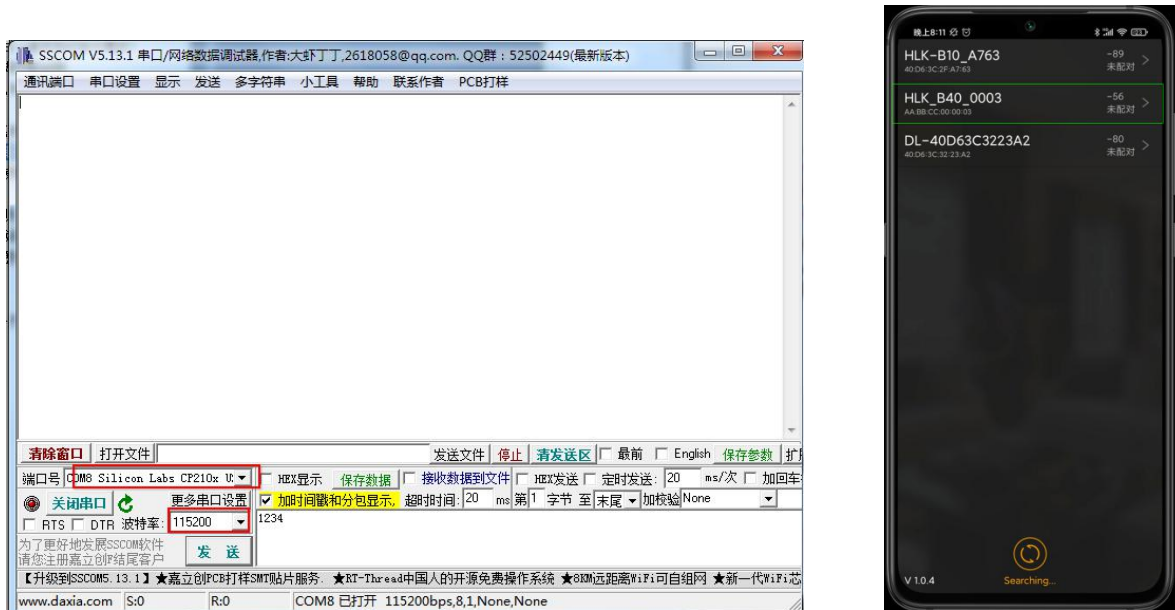 SSCOM V5.13.1 串口/网络数据调试器,作者:大虾丁丁,2618058@qq.com. QQ群：52502449(最新版本)
通讯端口 串口设置 显示 发送 多字符串 小工具 帮助 联系作者 PCB打样
清除窗口 打开文件 发送文件 停止 清发送区 最前 English 保存参数 扩
端口号 COM8 Silicon Labs CP210x U: HEX显示 保存数据 接收数据到文件 HEX发送 定时发送: 20 ms/次 加回车
关闭串口 更多串口设置 加时间戳和分包显示, 超时时间: 20 ms 第 1 字节 至 末尾 加校验 None
RTS DTR 波特率: 115200
1234
为了更好地发展SSCOM软件
请您注册嘉立创F结尾客户
发 送
【升级到SSCOM5.13.1】★嘉立创PCB打样SMT贴片服务. ★RT-Thread中国人的开源免费操作系统 ★8KM远距离WiFi可自组网 ★新一代WiFi芯
www.daxia.com S:0 R:0 COM8 已打开 115200bps,8,1,None,None
晚上8:11
HLK-B10_A763 -89
40:D6:3C:2F:A7:63 未配对
HLK_B40_0003 -56
AA:BB:CC:00:00:03 未配对
DL-40D63C3223A2 -80
40:D6:3C:32:23:A2 未配对
V 1.0.4 Searching...